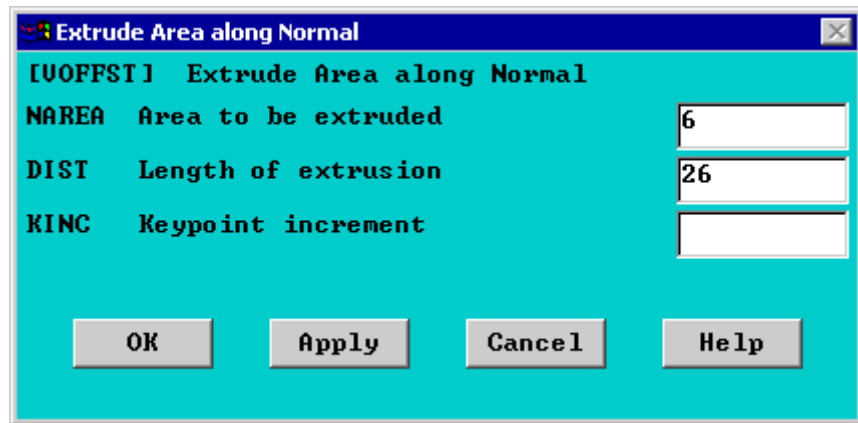 Extrude Area along Normal
[VOFFST] Extrude Area along Normal
NAREA Area to be extruded 6
DIST Length of extrusion 26
KINC Keypoint increment
OK Apply Cancel Help